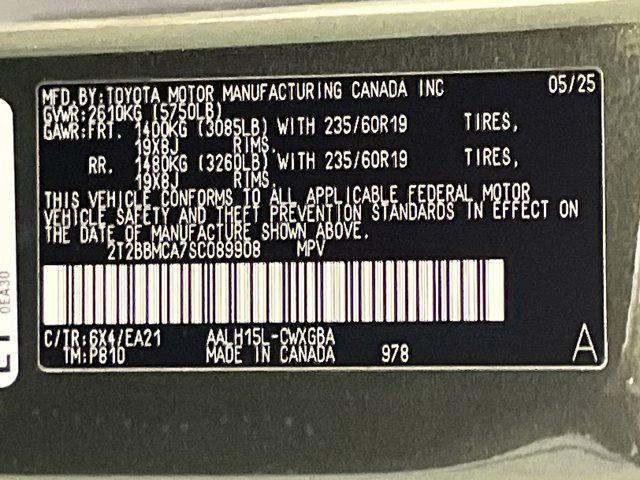 MFD.BY:TOYOTA MOTOR MANUFACTURING CANADA INC 05/25
GVWR:2610KG (5750LB)
GAWR:FRT. 1400KG (3085LB) WITH 235/60R19 TIRES,
19X8J RIMS.
RR. 1480KG (3260LB) WITH 235/60R19 TIRES,
19X8J RIMS.
THIS VEHICLE CONFORMS TO ALL APPLICABLE FEDERAL MOTOR
VEHICLE SAFETY AND THEFT PREVENTION STANDARDS IN EFFECT ON
THE DATE OF MANUFACTURE SHOWN ABOVE.
2T2BBMCA7SC089908 MPV
C/TR:6X4/EA21 AALH15L-CWXGBA
TM:P810 MADE IN CANADA 978 A
0EA30